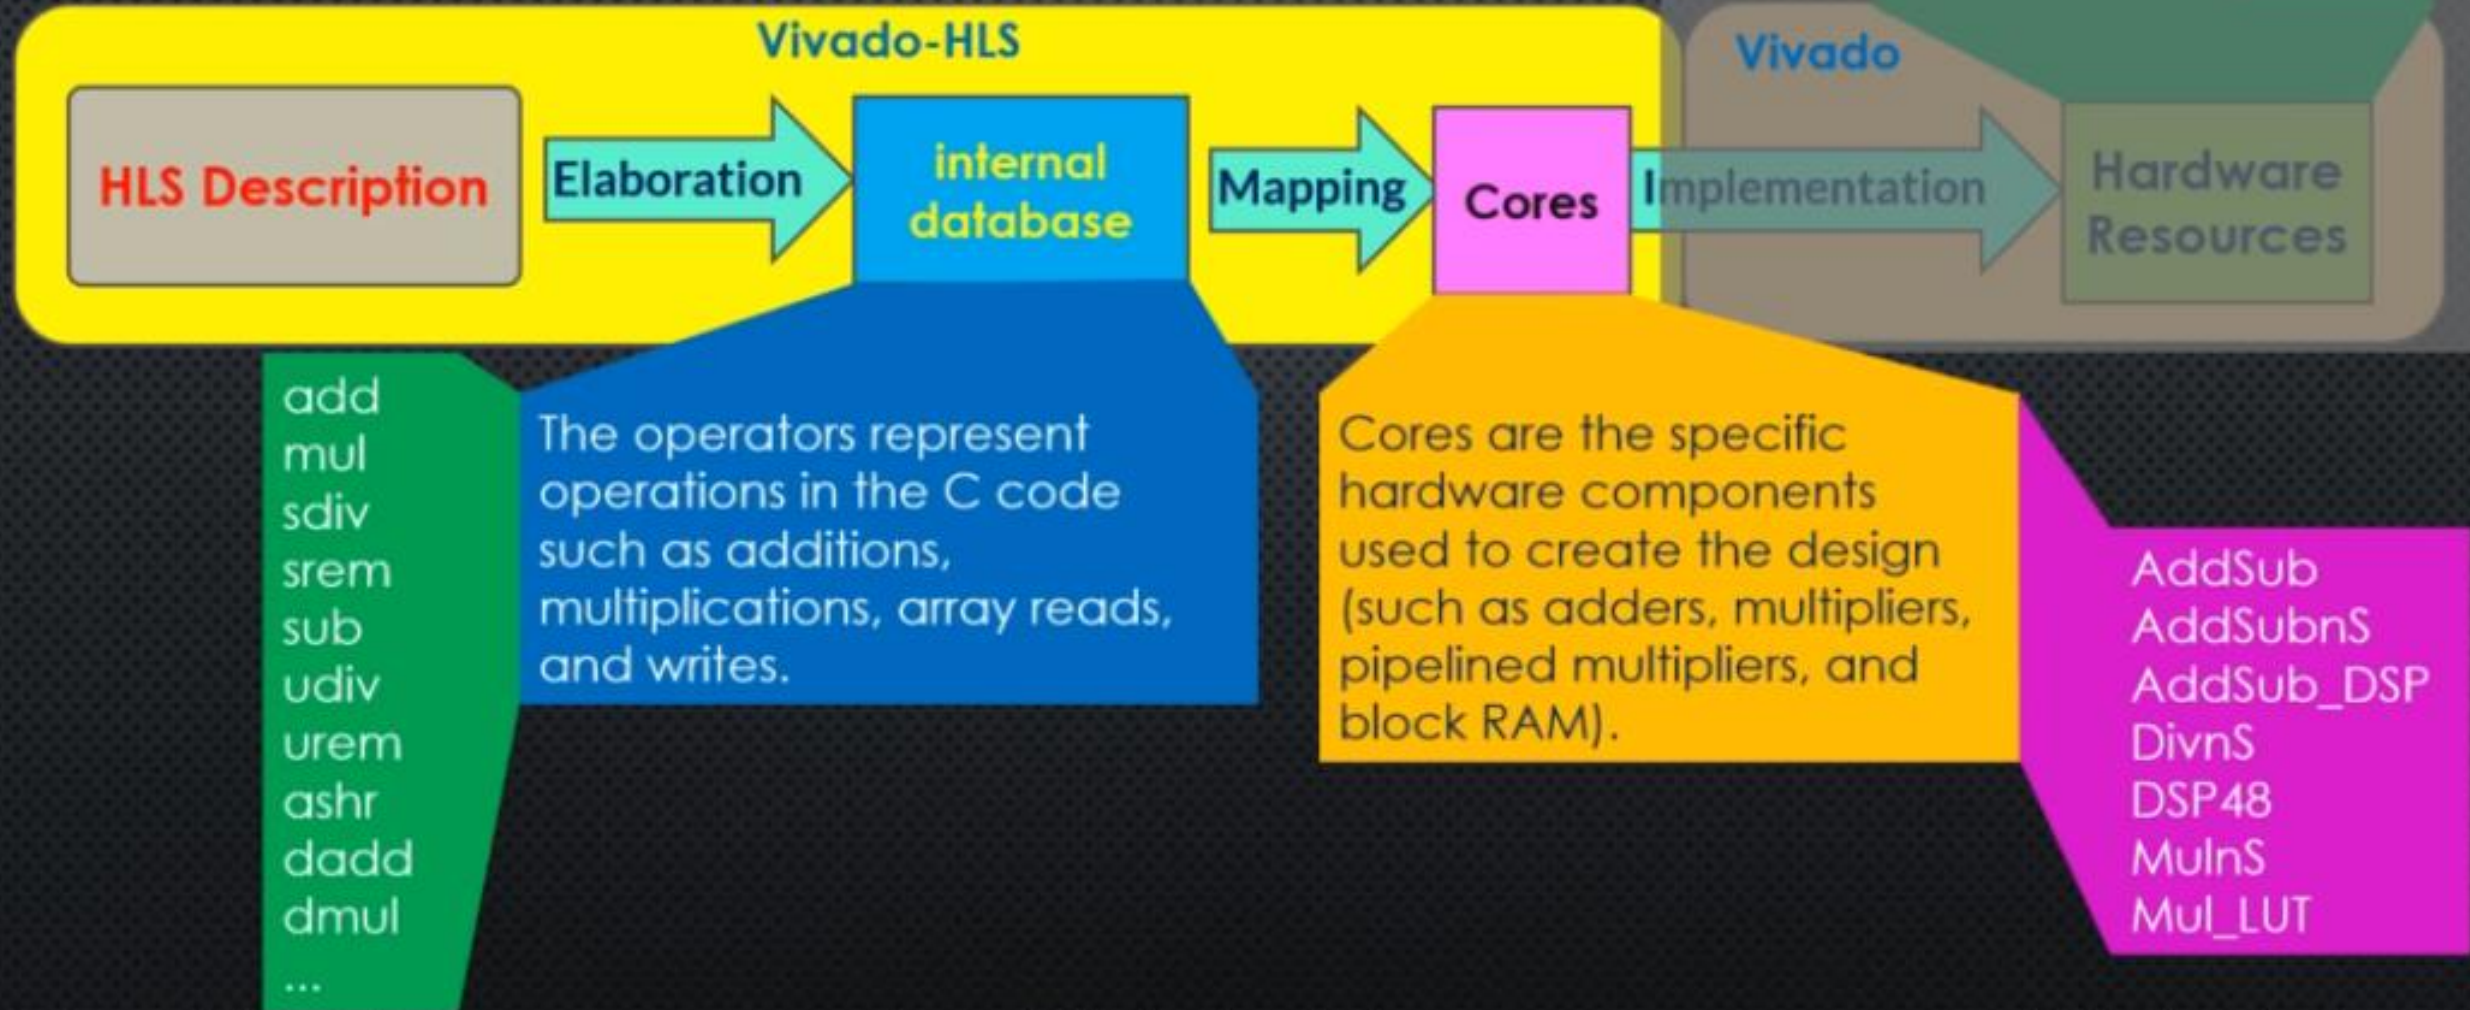 Vivado-HLS
Vivado
HLS Description
Elaboration
internal
database
Mapping
Cores
Implementation
Hardware
Resources
add
mul
sdiv
srem
sub
udiv
urem
ashr
dadd
dmul
...
The operators represent
operations in the C code
such as additions,
multiplications, array reads,
and writes.
Cores are the specific
hardware components
used to create the design
(such as adders, multipliers,
pipelined multipliers, and
block RAM).
AddSub
AddSubnS
AddSub_DSP
DivnS
DSP48
MulnS
Mul_LUT